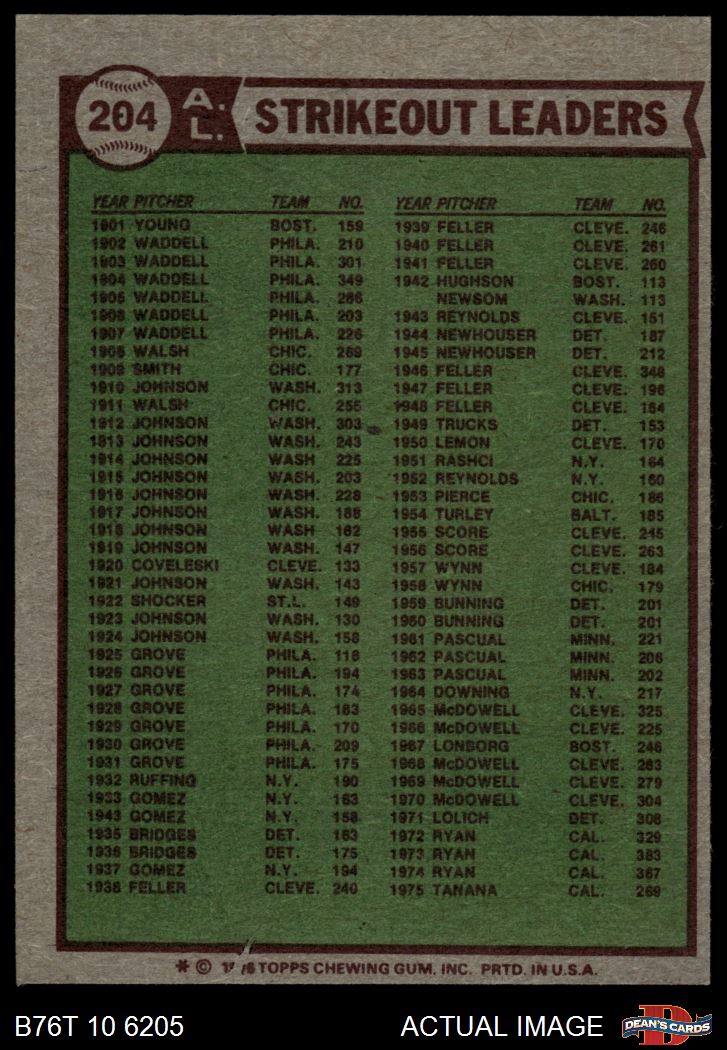 204 A.L. STRIKEOUT LEADERS
YEAR PITCHER TEAM NO.
1901 YOUNG BOST. 159
1902 WADDELL PHILA. 210
1903 WADDELL PHILA. 301
1904 WADDELL PHILA. 349
1905 WADDELL PHILA. 286
1906 WADDELL PHILA. 203
1907 WADDELL PHILA. 226
1908 WALSH CHIC. 269
1909 SMITH CHIC. 177
1910 JOHNSON WASH. 313
1911 WALSH CHIC. 255
1912 JOHNSON WASH. 303
1913 JOHNSON WASH. 243
1914 JOHNSON WASH 225
1915 JOHNSON WASH. 203
1916 JOHNSON WASH. 228
1917 JOHNSON WASH. 188
1918 JOHNSON WASH. 162
1919 JOHNSON WASH. 147
1920 COVELESKI CLEVE. 133
1921 JOHNSON WASH. 143
1922 SHOCKER ST.L. 149
1923 JOHNSON WASH. 130
1924 JOHNSON WASH. 158
1925 GROVE PHILA. 116
1926 GROVE PHILA. 194
1927 GROVE PHILA. 174
1928 GROVE PHILA. 183
1929 GROVE PHILA. 170
1930 GROVE PHILA. 209
1931 GROVE PHILA. 175
1932 RUFFING N.Y. 190
1933 GOMEZ N.Y. 163
1943 GOMEZ N.Y. 158
1935 BRIDGES DET. 163
1936 BRIDGES DET. 175
1937 GOMEZ N.Y. 194
1938 FELLER CLEVE. 240
YEAR PITCHER TEAM NO.
1939 FELLER CLEVE. 246
1940 FELLER CLEVE. 261
1941 FELLER CLEVE. 260
1942 HUGHSON BOST. 113
NEWSOM WASH. 113
1943 REYNOLDS CLEVE. 151
1944 NEWHOUSER DET. 187
1945 NEWHOUSER DET. 212
1946 FELLER CLEVE. 348
1947 FELLER CLEVE. 196
1948 FELLER CLEVE. 164
1949 TRUCKS DET. 153
1950 LEMON CLEVE. 170
1951 RASHCI N.Y. 164
1952 REYNOLDS N.Y. 160
1953 PIERCE CHIC. 186
1954 TURLEY BALT. 185
1955 SCORE CLEVE. 245
1956 SCORE CLEVE. 263
1957 WYNN CLEVE. 184
1958 WYNN CHIC. 179
1959 BUNNING DET. 201
1960 BUNNING DET. 201
1961 PASCUAL MINN. 221
1962 PASCUAL MINN. 206
1963 PASCUAL MINN. 202
1964 DOWNING N.Y. 217
1965 McDOWELL CLEVE. 325
1966 McDOWELL CLEVE. 225
1967 LONBORG BOST. 246
1968 McDOWELL CLEVE. 283
1969 McDOWELL CLEVE. 279
1970 McDOWELL CLEVE. 304
1971 LOLICH DET. 308
1972 RYAN CAL. 329
1973 RYAN CAL. 383
1974 RYAN CAL. 367
1975 TANANA CAL. 269
* © 1976 TOPPS CHEWING GUM, INC. PRTD. IN U.S.A.
B76T 10 6205 ACTUAL IMAGE D DEAN'S CARDS